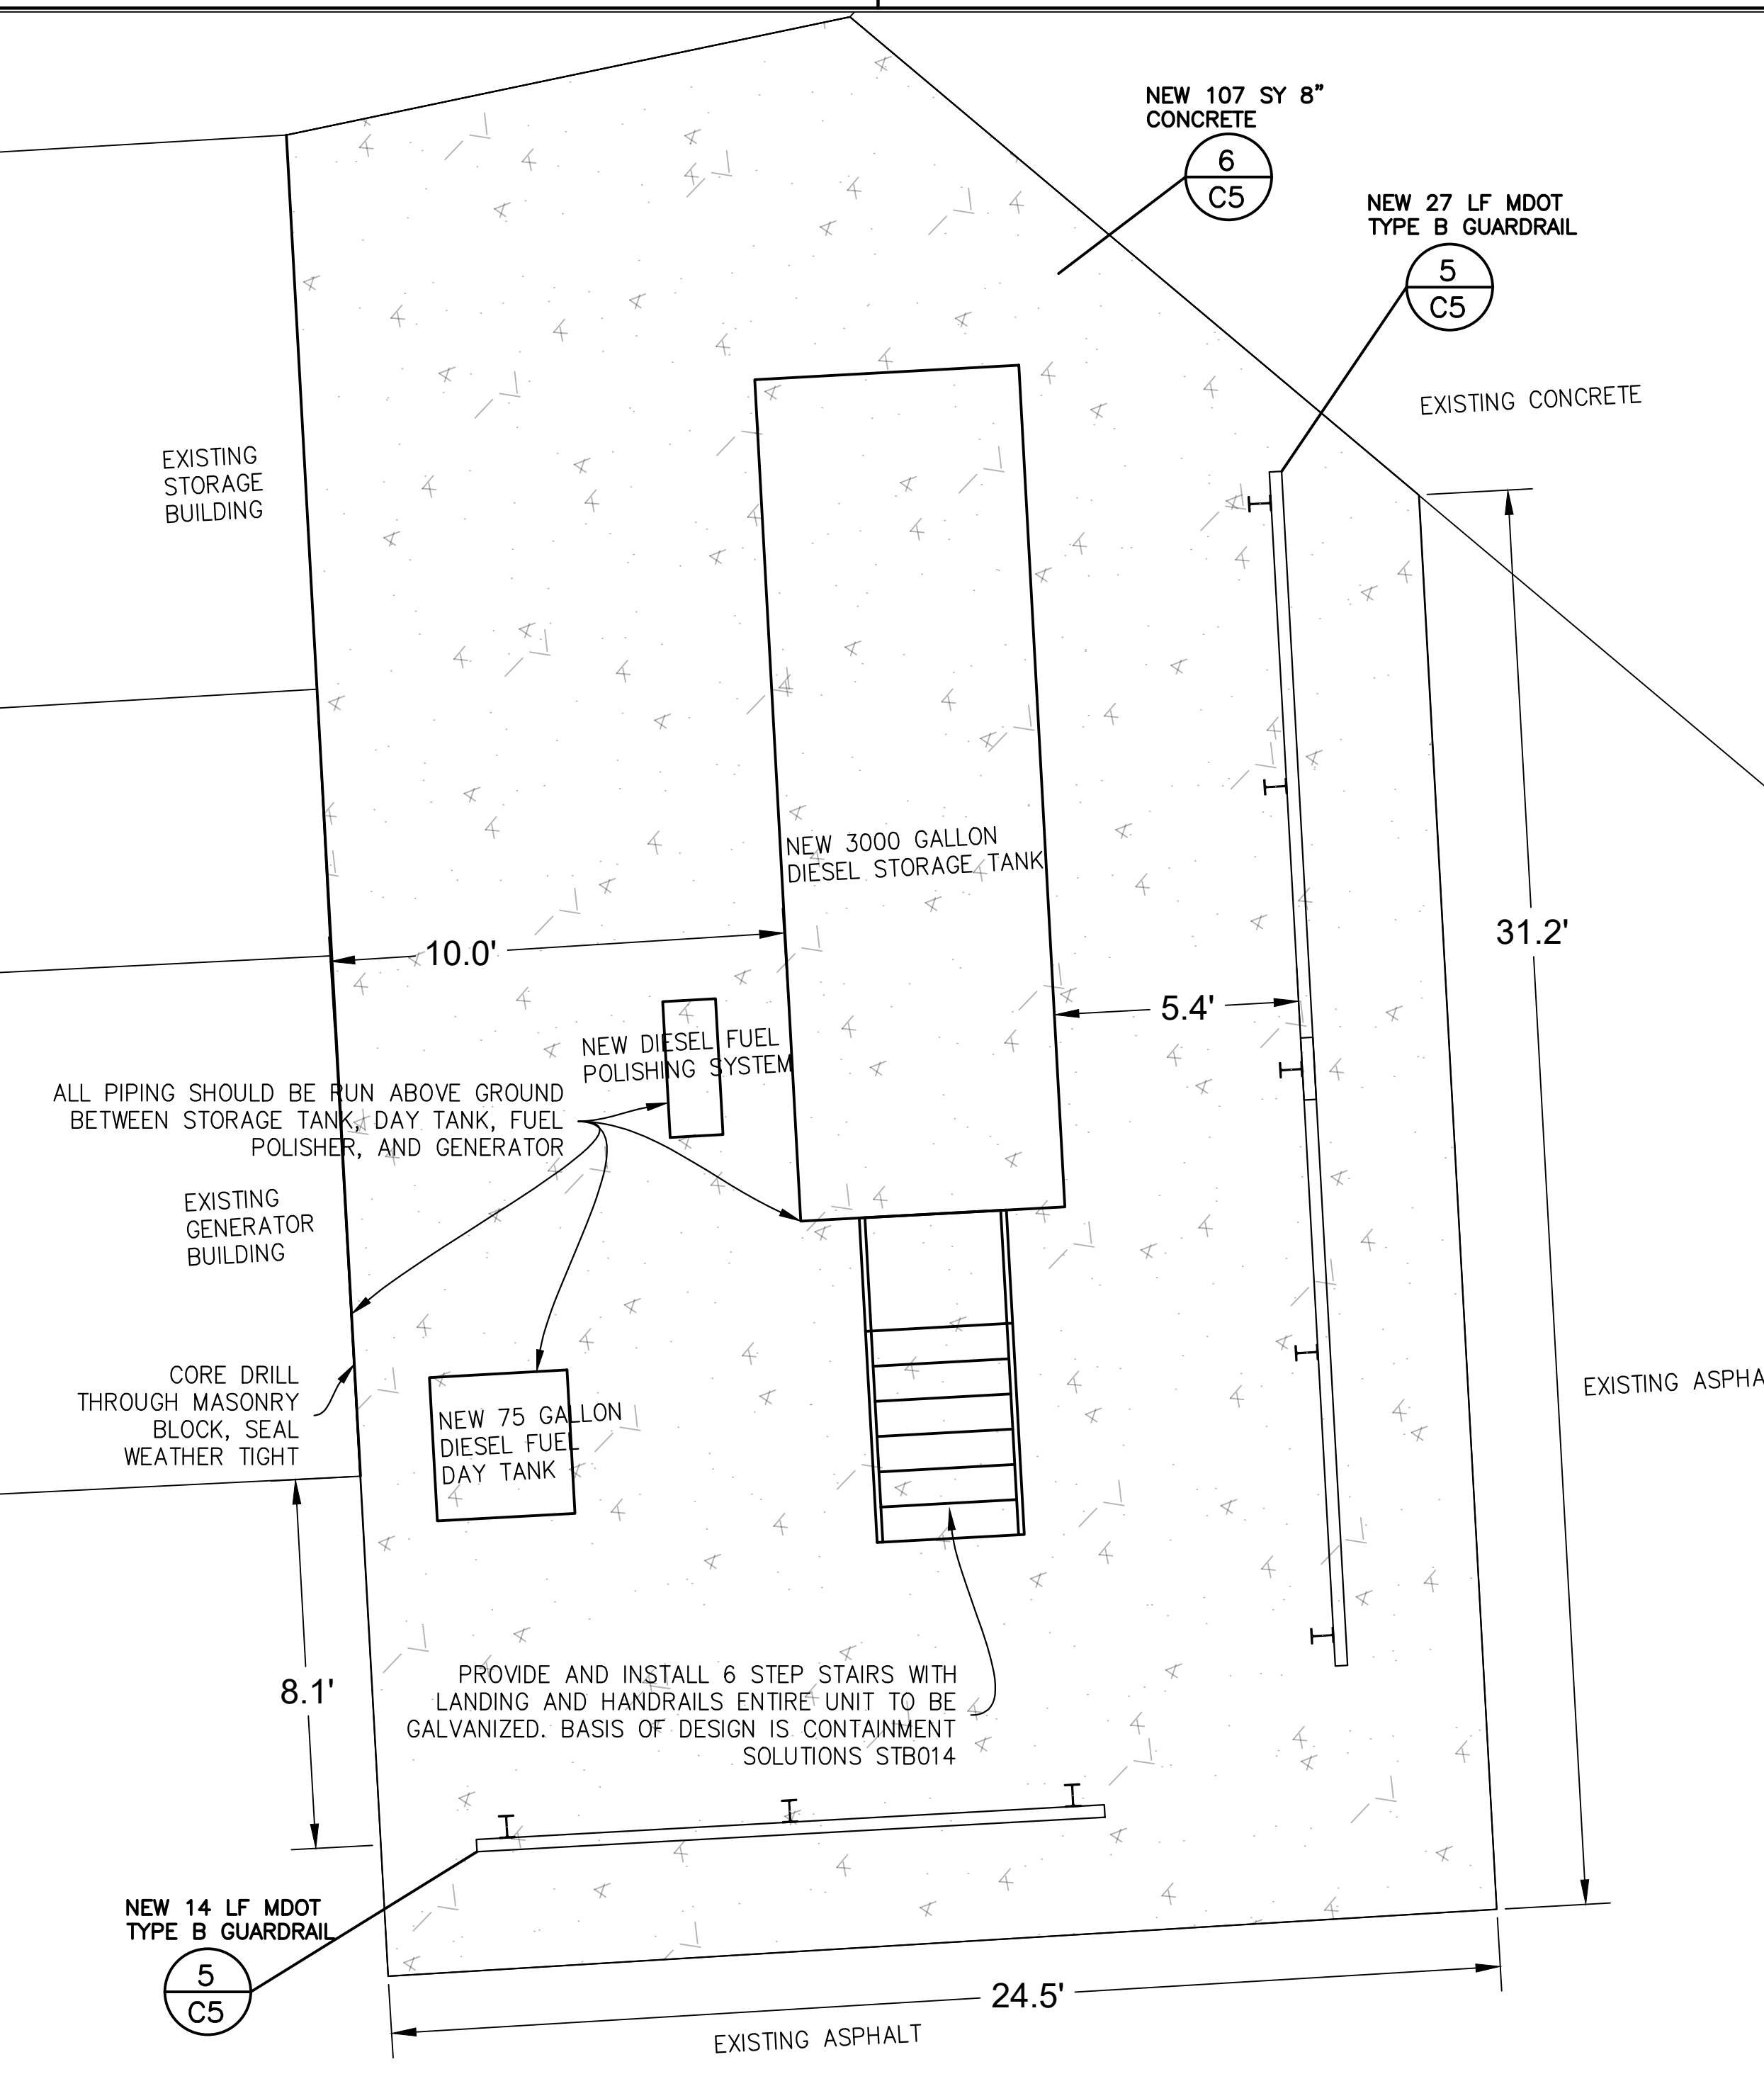 NEW 107 SY 8”
CONCRETE
6
C5
NEW 27 LF MDOT
TYPE B GUARDRAIL
5
C5
EXISTING CONCRETE
EXISTING
STORAGE
BUILDING
NEW 3000 GALLON
DIESEL STORAGE TANK
31.2'
10.0'
5.4'
NEW DIESEL FUEL
POLISHING SYSTEM
ALL PIPING SHOULD BE RUN ABOVE GROUND
BETWEEN STORAGE TANK, DAY TANK, FUEL
POLISHER, AND GENERATOR
EXISTING
GENERATOR
BUILDING
CORE DRILL
THROUGH MASONRY
BLOCK, SEAL
WEATHER TIGHT
NEW 75 GALLON
DIESEL FUEL
DAY TANK
EXISTING ASPHA
8.1'
PROVIDE AND INSTALL 6 STEP STAIRS WITH
LANDING AND HANDRAILS ENTIRE UNIT TO BE
GALVANIZED. BASIS OF DESIGN IS CONTAINMENT
SOLUTIONS STB014
NEW 14 LF MDOT
TYPE B GUARDRAIL
5
C5
24.5'
EXISTING ASPHALT